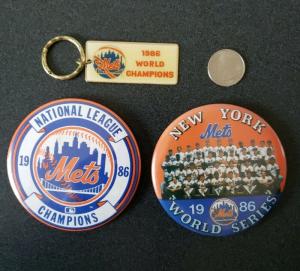 Mets
1986
WORLD
CHAMPIONS
NATIONAL LEAGUE
19 86
Mets
CHAMPIONS
NEW YORK
Mets
19 86
WORLD SERIES